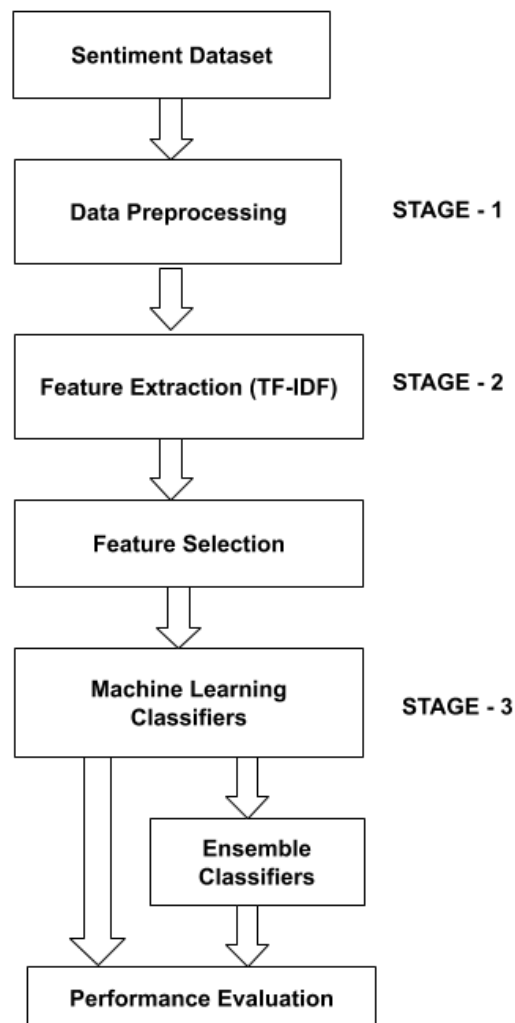 Sentiment Dataset
Data Preprocessing
STAGE - 1
Feature Extraction (TF-IDF)
STAGE - 2
Feature Selection
Machine Learning
Classifiers
STAGE - 3
Ensemble
Classifiers
Performance Evaluation